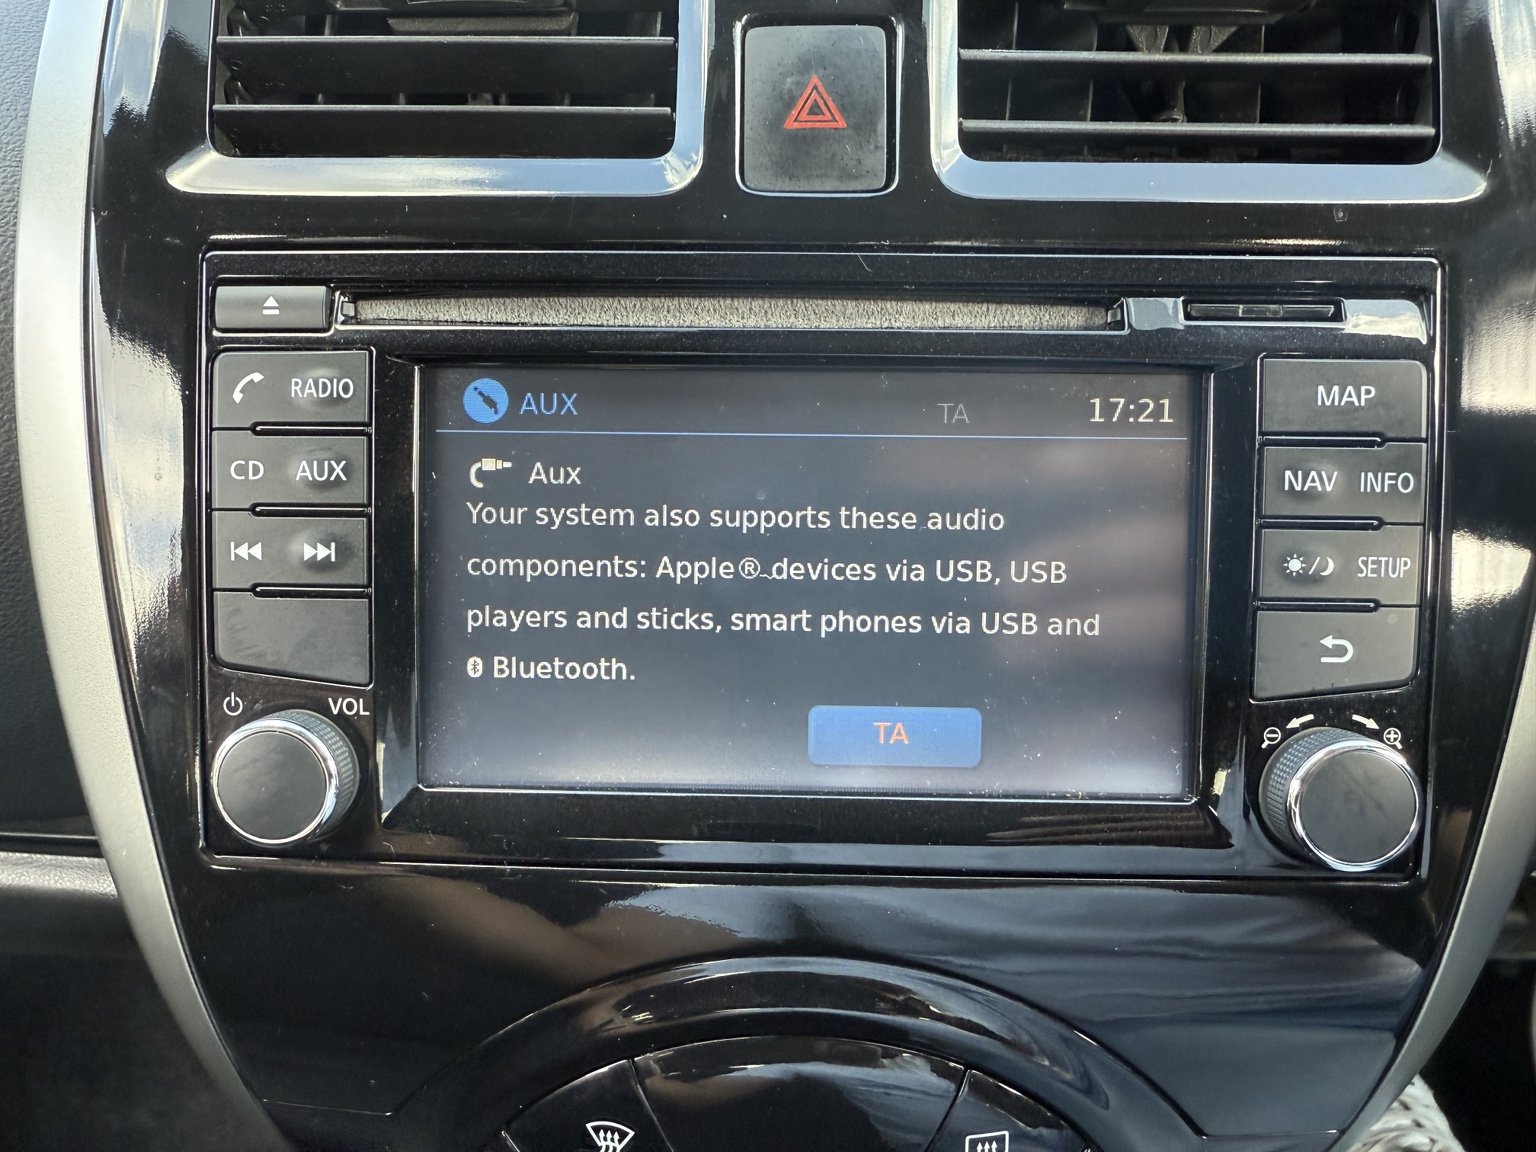 RADIO
CD AUX
VOL
AUX TA 17:21
Aux
Your system also supports these audio
components: Apple® devices via USB, USB
players and sticks, smart phones via USB and
Bluetooth.
TA
MAP
NAV INFO
SETUP